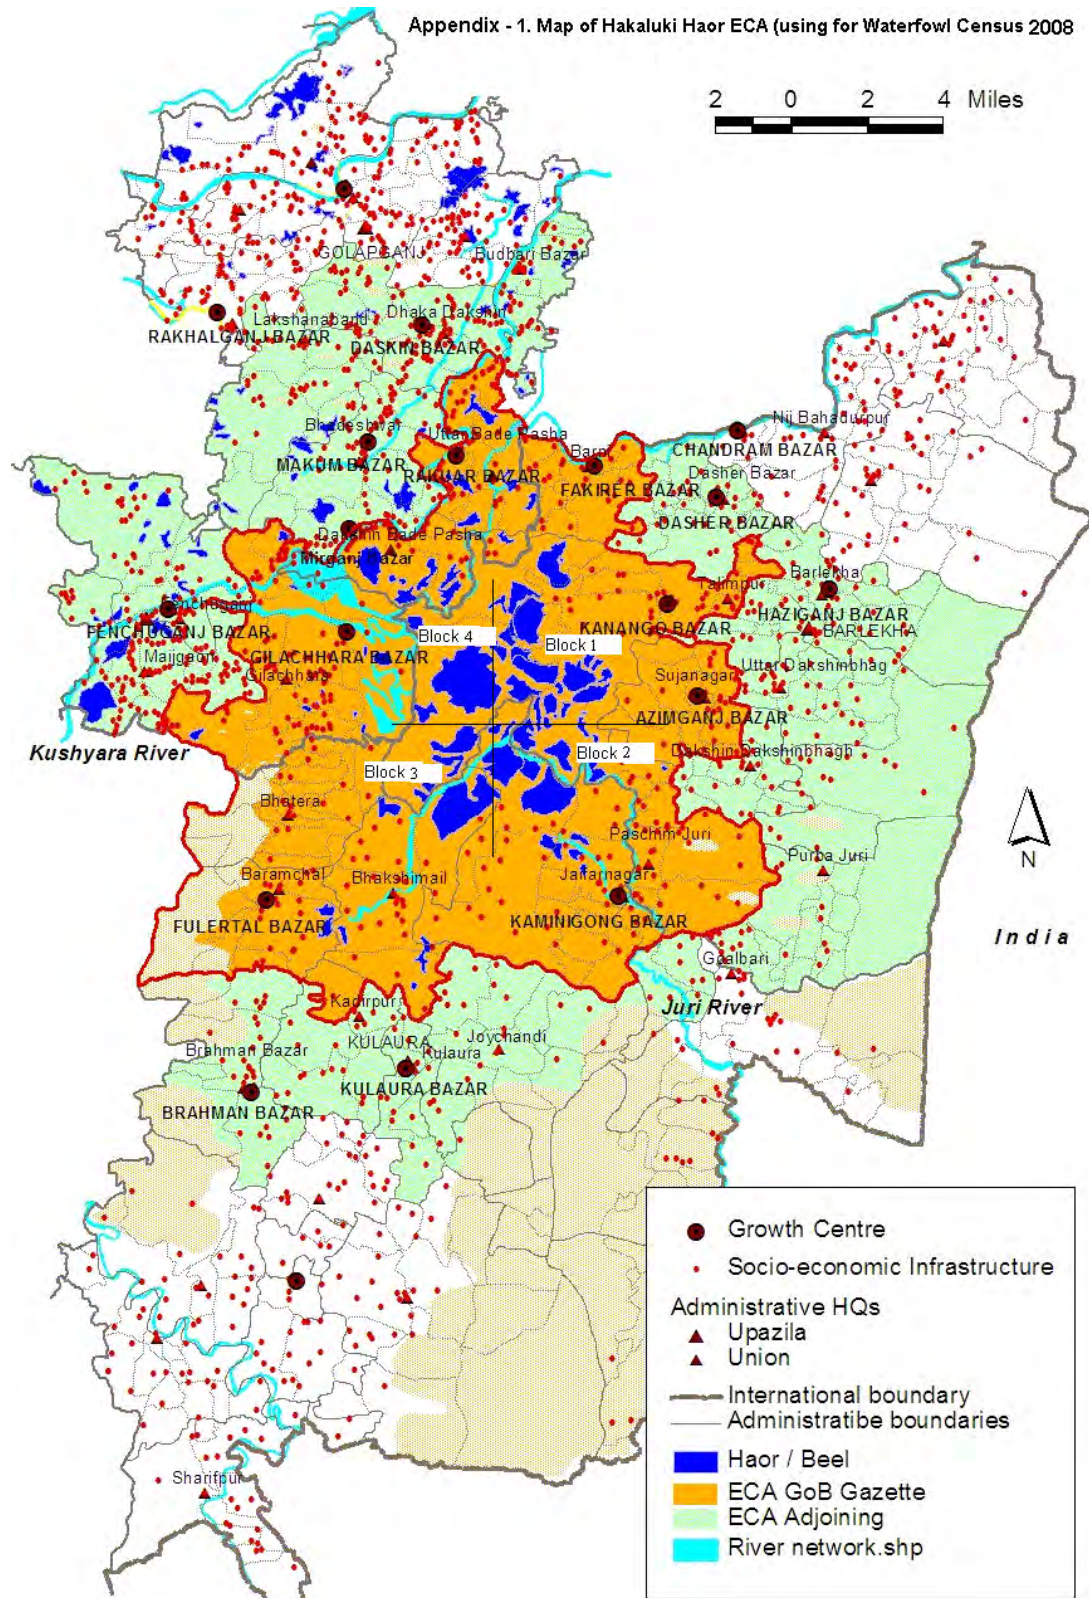 Appendix - 1. Map of Hakaluki Haor ECA (using for Waterfowl Census 2008
2 0 2 4 Miles
GOLAPGANJ
Budbari Bazar
Lakshanaband
Dhaka Dakshin
RAKHALGANJ BAZAR
DASKIN BAZAR
Bhadeshwar
Uttar Bade Pasha
Nij Bahadurpur
MAKUM BAZAR
RAKUAR BAZAR
Barni
CHANDRAM BAZAR
FAKIRER BAZAR
Dasher Bazar
DASHER BAZAR
Dakshin Bade Pasha
Mirganj Bazar
Talimpur
Barlekha
Fenchuganj
FENCHUGANJ BAZAR
KANANGO BAZAR
HAZIGANJ BAZAR
BARLEKHA
Block 4
Block 1
GILACHHARA BAZAR
Maijgaon
Gilachhara
Sujanagar
Uttar Dakshinbhag
AZIMGANJ BAZAR
Kushyara River
Dakshin Dakshinbhagh
Block 3
Block 2
Bhatera
Paschim Juri
Purba Juri
N
Baramchal
Bhakshimail
Jafarnagar
FULERTAL BAZAR
KAMINIGONG BAZAR
India
Goalbari
Juri River
Kadirpur
KULAURA
Joychandi
Brahman Bazar
Kulaura
KULAURA BAZAR
BRAHMAN BAZAR
Sharifpur
Growth Centre
Socio-economic Infrastructure
Administrative HQs
Upazila
Union
International boundary
Administratibe boundaries
Haor / Beel
ECA GoB Gazette
ECA Adjoining
River network.shp